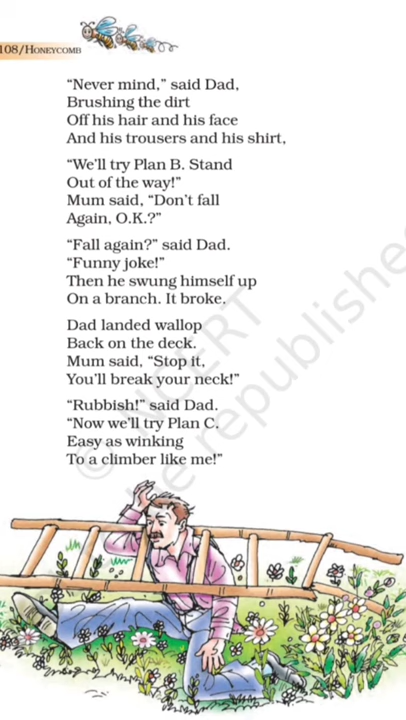 108/HONEYCOMB
“Never mind,” said Dad,
Brushing the dirt
Off his hair and his face
And his trousers and his shirt,
“We’ll try Plan B. Stand
Out of the way!”
Mum said, “Don’t fall
Again, O.K.?”
“Fall again?” said Dad.
“Funny joke!”
Then he swung himself up
On a branch. It broke.
Dad landed wallop
Back on the deck.
Mum said, “Stop it,
You’ll break your neck!”
“Rubbish!” said Dad.
“Now we’ll try Plan C.
Easy as winking
To a climber like me!”
© NCERT
be republished